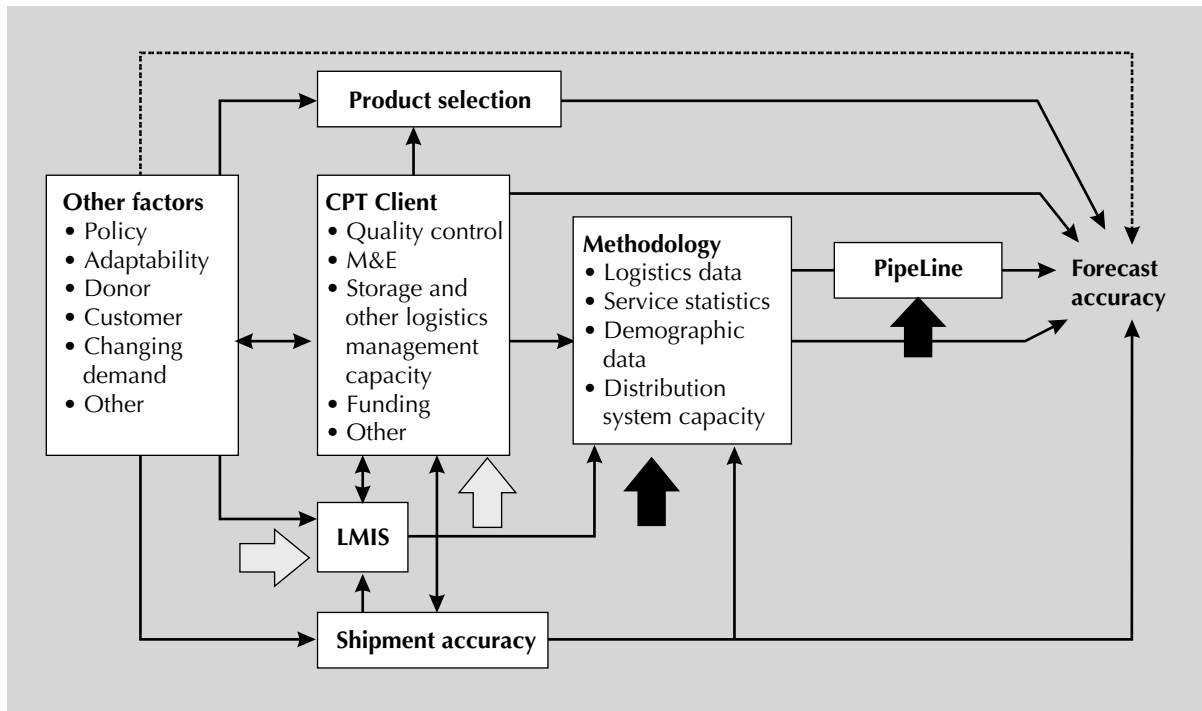 Product selection
Other factors
• Policy
• Adaptability
• Donor
• Customer
• Changing
demand
• Other
CPT Client
• Quality control
• M&E
• Storage and
other logistics
management
capacity
• Funding
• Other
Methodology
• Logistics data
• Service statistics
• Demographic
data
• Distribution
system capacity
PipeLine
Forecast
accuracy
LMIS
Shipment accuracy